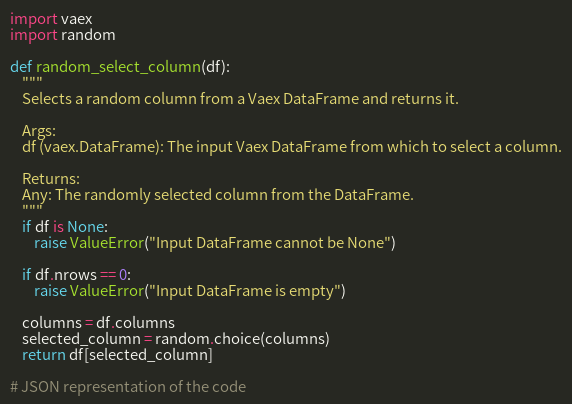 import vaex
import random
def random_select_column(df):
"""
Selects a random column from a Vaex DataFrame and returns it.
Args:
df (vaex.DataFrame): The input Vaex DataFrame from which to select a column.
Returns:
Any: The randomly selected column from the DataFrame.
"""
if df is None:
raise ValueError("Input DataFrame cannot be None")
if df.nrows == 0:
raise ValueError("Input DataFrame is empty")
columns = df.columns
selected_column = random.choice(columns)
return df[selected_column]
# JSON representation of the code